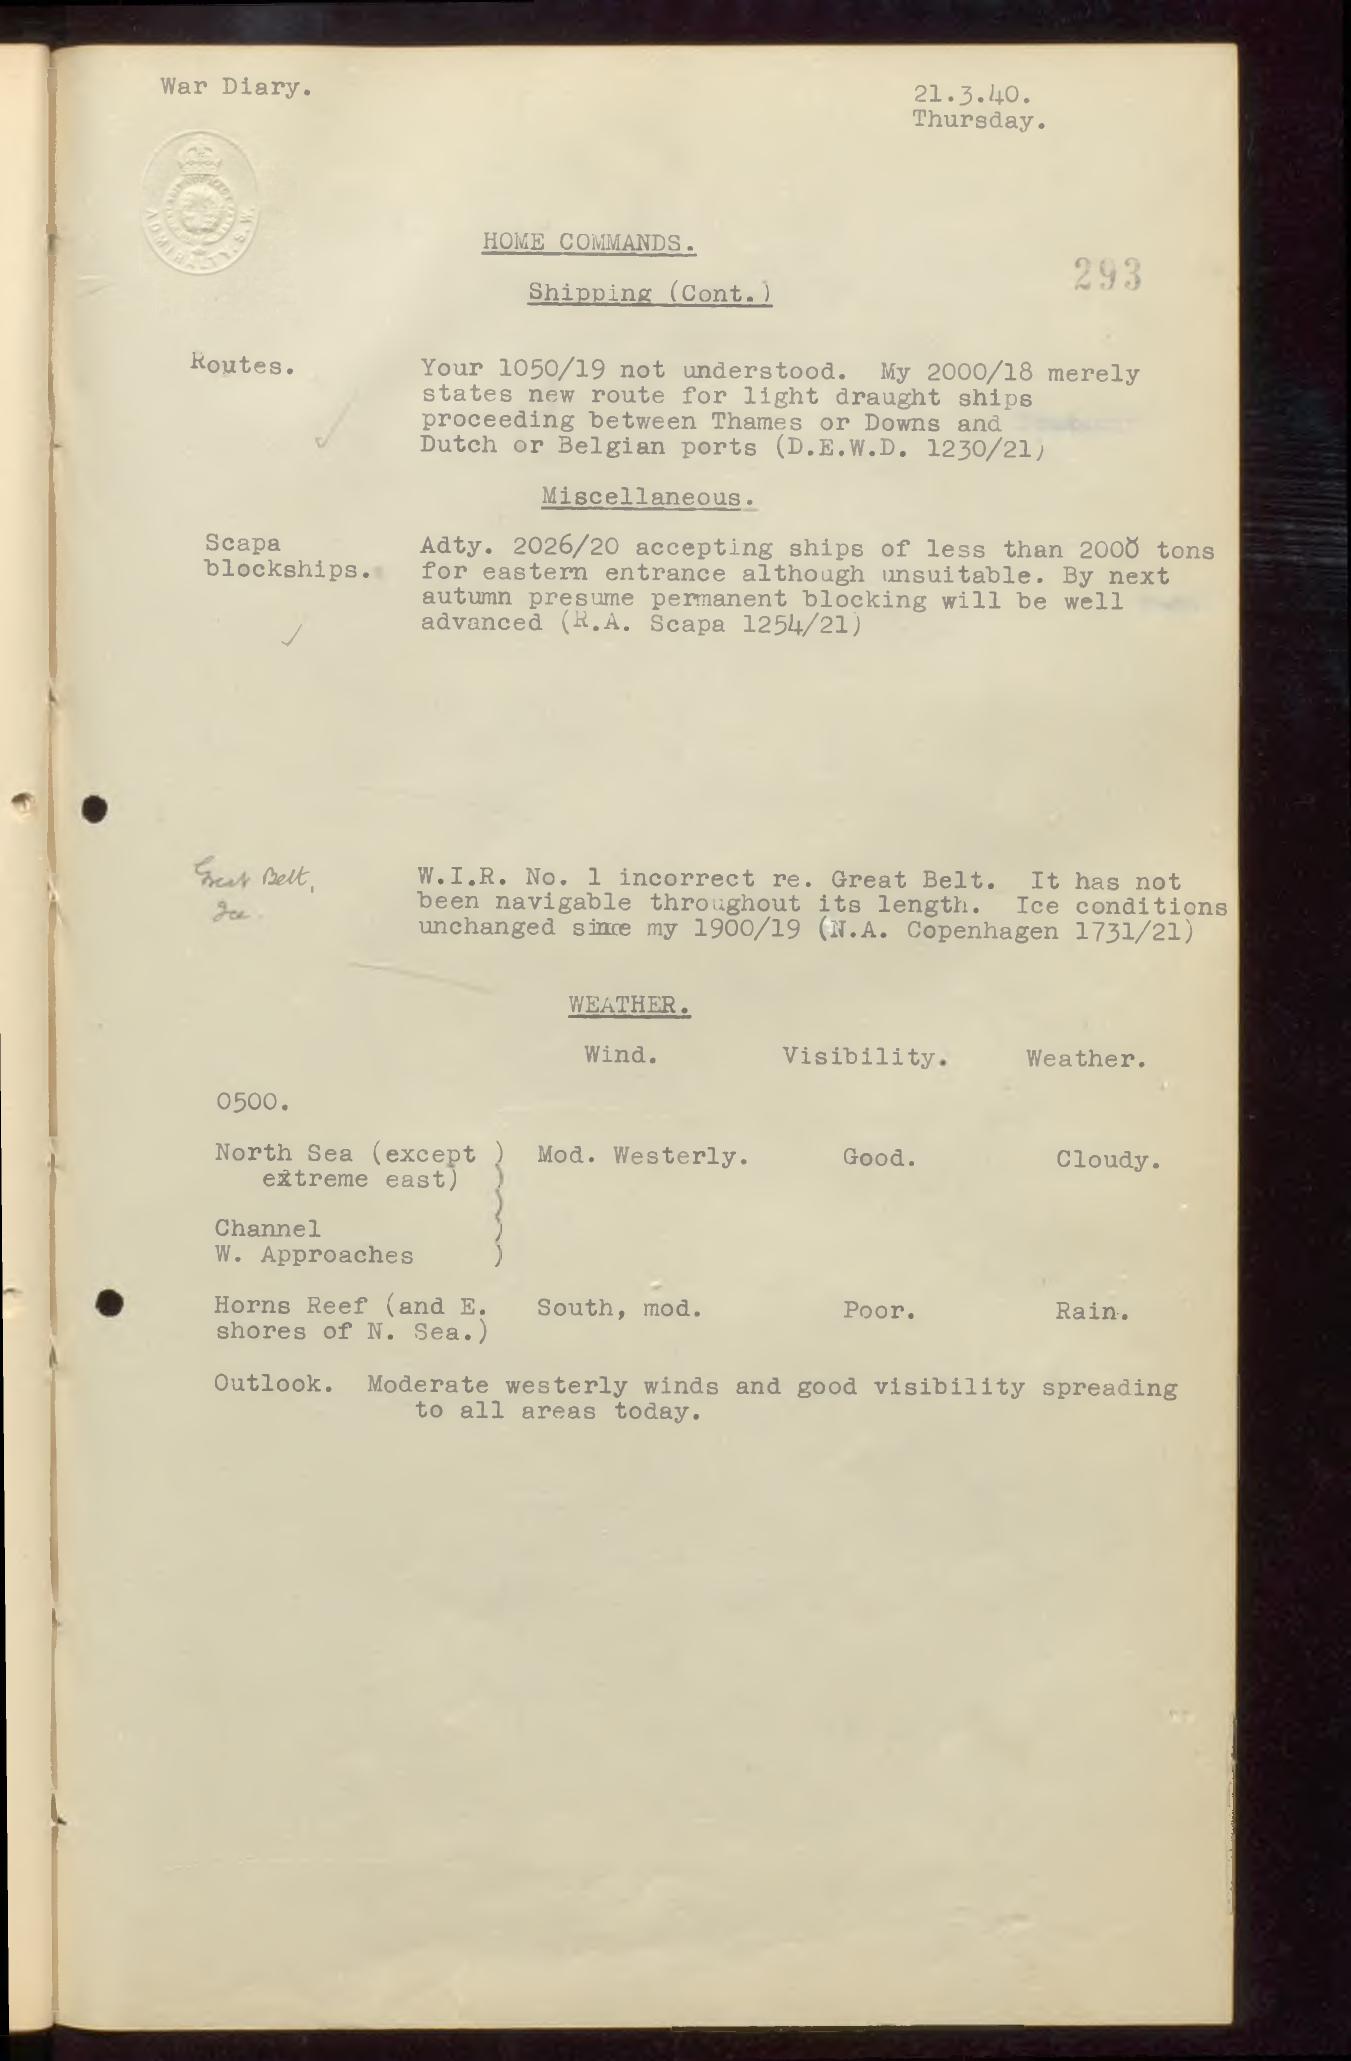 War Diary.
21.3.40.
Thursday.
ADMIRALTY. S.W.
HOME COMMANDS.
293
Shipping (Cont.)
Routes. Your 1050/19 not understood. My 2000/18 merely
states new route for light draught ships
proceeding between Thames or Downs and
Dutch or Belgian ports (D.E.W.D. 1230/21)
Miscellaneous.
Scapa Adty. 2026/20 accepting ships of less than 2000 tons
blockships. for eastern entrance although unsuitable. By next
autumn presume permanent blocking will be well
advanced (R.A. Scapa 1254/21)
Great Belt, W.I.R. No. 1 incorrect re. Great Belt. It has not
Ice. been navigable throughout its length. Ice conditions
unchanged since my 1900/19 (N.A. Copenhagen 1731/21)
WEATHER.
Wind. Visibility. Weather.
0500.
North Sea (except ) Mod. Westerly. Good. Cloudy.
extreme east) )
)
Channel )
W. Approaches )
Horns Reef (and E. South, mod. Poor. Rain.
shores of N. Sea.)
Outlook. Moderate westerly winds and good visibility spreading
to all areas today.